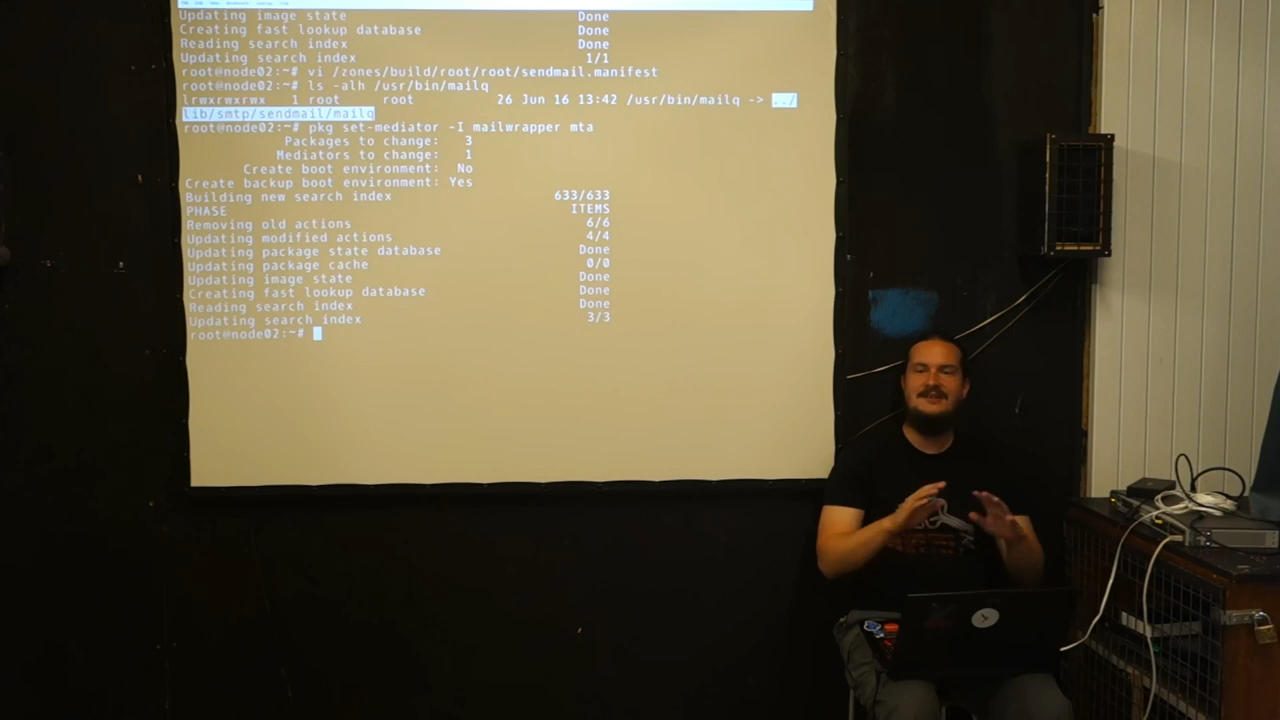 Updating image state Done
Creating fast lookup database Done
Reading search index Done
Updating search index 1/1
root@node02:~# vi /zones/build/root/root/sendmail.manifest
root@node02:~# ls -alh /usr/bin/mailq
lrwxrwxrwx 1 root root 26 Jun 16 13:42 /usr/bin/mailq -> ../
lib/smtp/sendmail/mailq
root@node02:~# pkg set-mediator -I mailwrapper mta
Packages to change: 3
Mediators to change: 1
Create boot environment: No
Create backup boot environment: Yes
Building new search index 633/633
PHASE ITEMS
Removing old actions 6/6
Updating modified actions 4/4
Updating package state database Done
Updating package cache 0/0
Updating image state Done
Creating fast lookup database Done
Reading search index Done
Updating search index 3/3
root@node02:~#